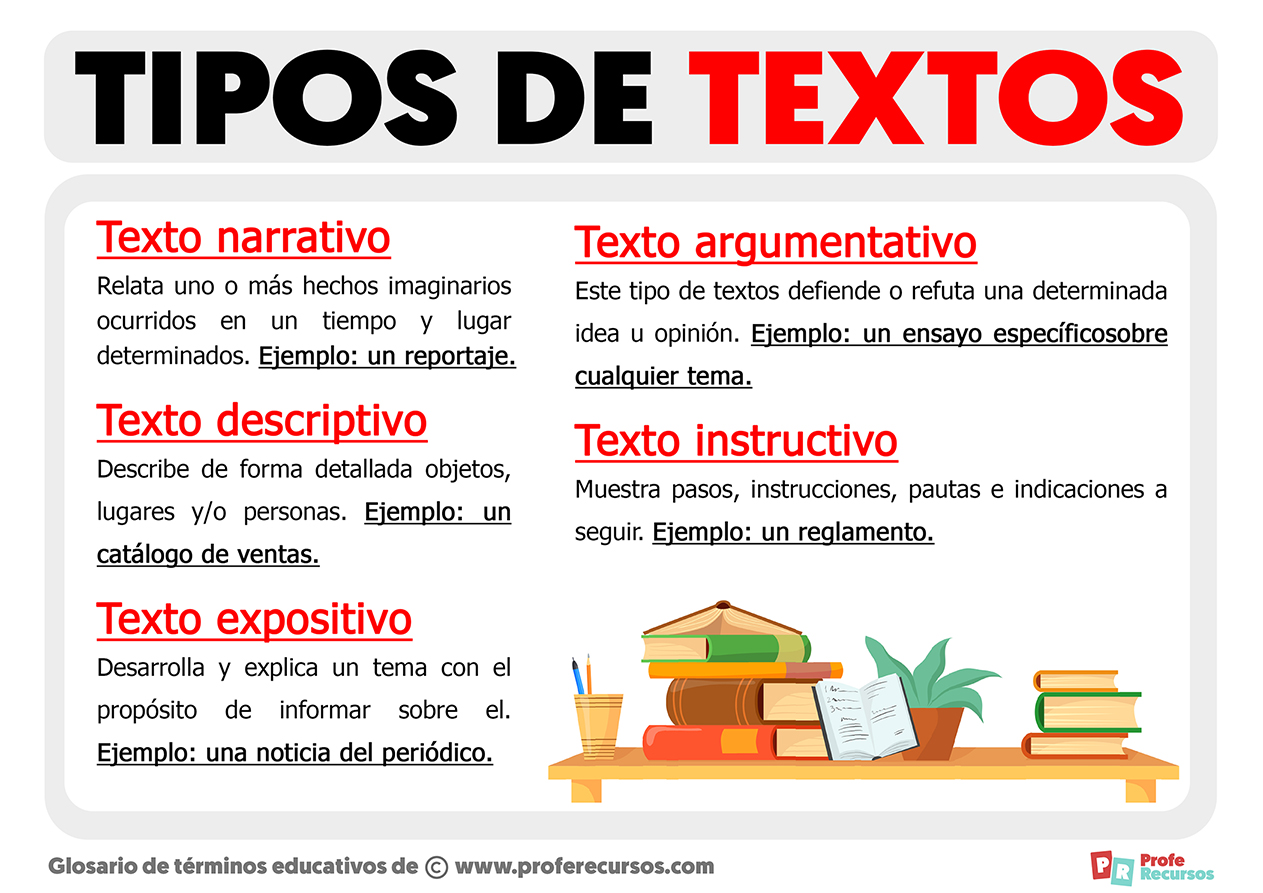 TIPOS DE TEXTOS
Texto narrativo
Relata uno o más hechos imaginarios
ocurridos en un tiempo y lugar
determinados. Ejemplo: un reportaje.
Texto descriptivo
Describe de forma detallada objetos,
lugares y/o personas. Ejemplo: un
catálogo de ventas.
Texto expositivo
Desarrolla y explica un tema con el
propósito de informar sobre el.
Ejemplo: una noticia del periódico.
Texto argumentativo
Este tipo de textos defiende o refuta una determinada
idea u opinión. Ejemplo: un ensayo específicosobre
cualquier tema.
Texto instructivo
Muestra pasos, instrucciones, pautas e indicaciones a
seguir. Ejemplo: un reglamento.
Glosario de términos educativos de © www.proferecursos.com
PR Profe
Recursos